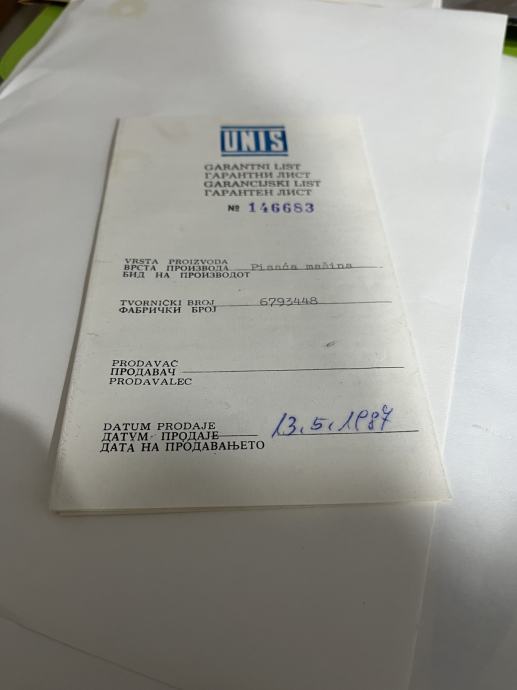 UNIS
GARANTNI LIST
ГАРАНТНИ ЛИСТ
GARANCIJSKI LIST
ГАРАНТЕН ЛИСТ
№ 146683
VRSTA PROIZVODA
ВРСТА ПРОИЗВОДА Pisaća mašina
БИД НА ПРОИЗВОДОТ
TVORNIČKI BROJ 6793448
ФАБРИЧКИ БРОЈ
PRODAVAČ
ПРОДАВАЧ
PRODAVALEC
DATUM PRODAJE
ДАТУМ ПРОДАЈЕ 13.5.1987
ДАТА НА ПРОДАВАЊЕТО